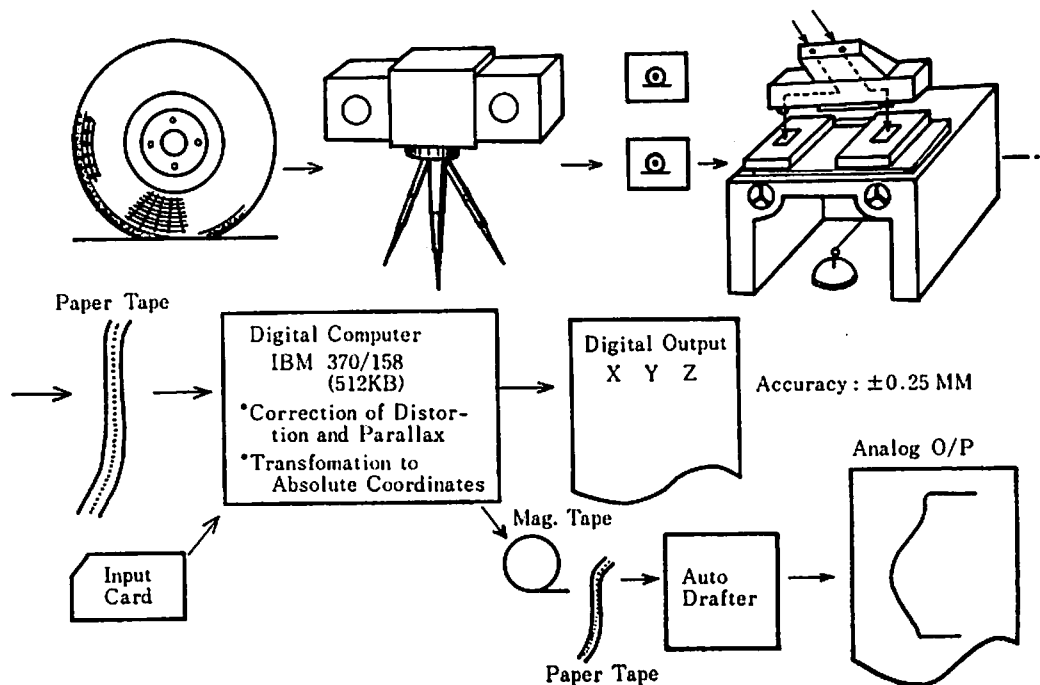 Paper Tape
Digital Computer
IBM 370/158
(512KB)
•Correction of Distor-
tion and Parallax
•Transfomation to
Absolute Coordinates
Digital Output
X Y Z
Accuracy : ±0.25 MM
Analog O/P
Mag. Tape
Input
Card
Auto
Drafter
Paper Tape